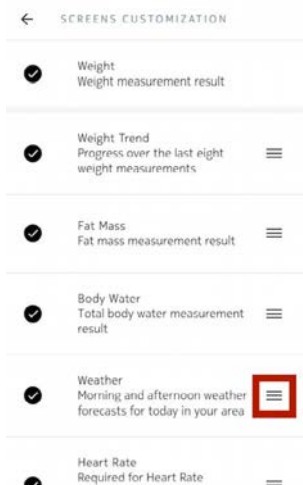 SCREENS CUSTOMIZATION
Weight
Weight measurement result
Weight Trend
Progress over the last eight
weight measurements
Fat Mass
Fat mass measurement result
Body Water
Total body water measurement
result
Weather
Morning and afternoon weather
forecasts for today in your area
Heart Rate
Required for Heart Rate